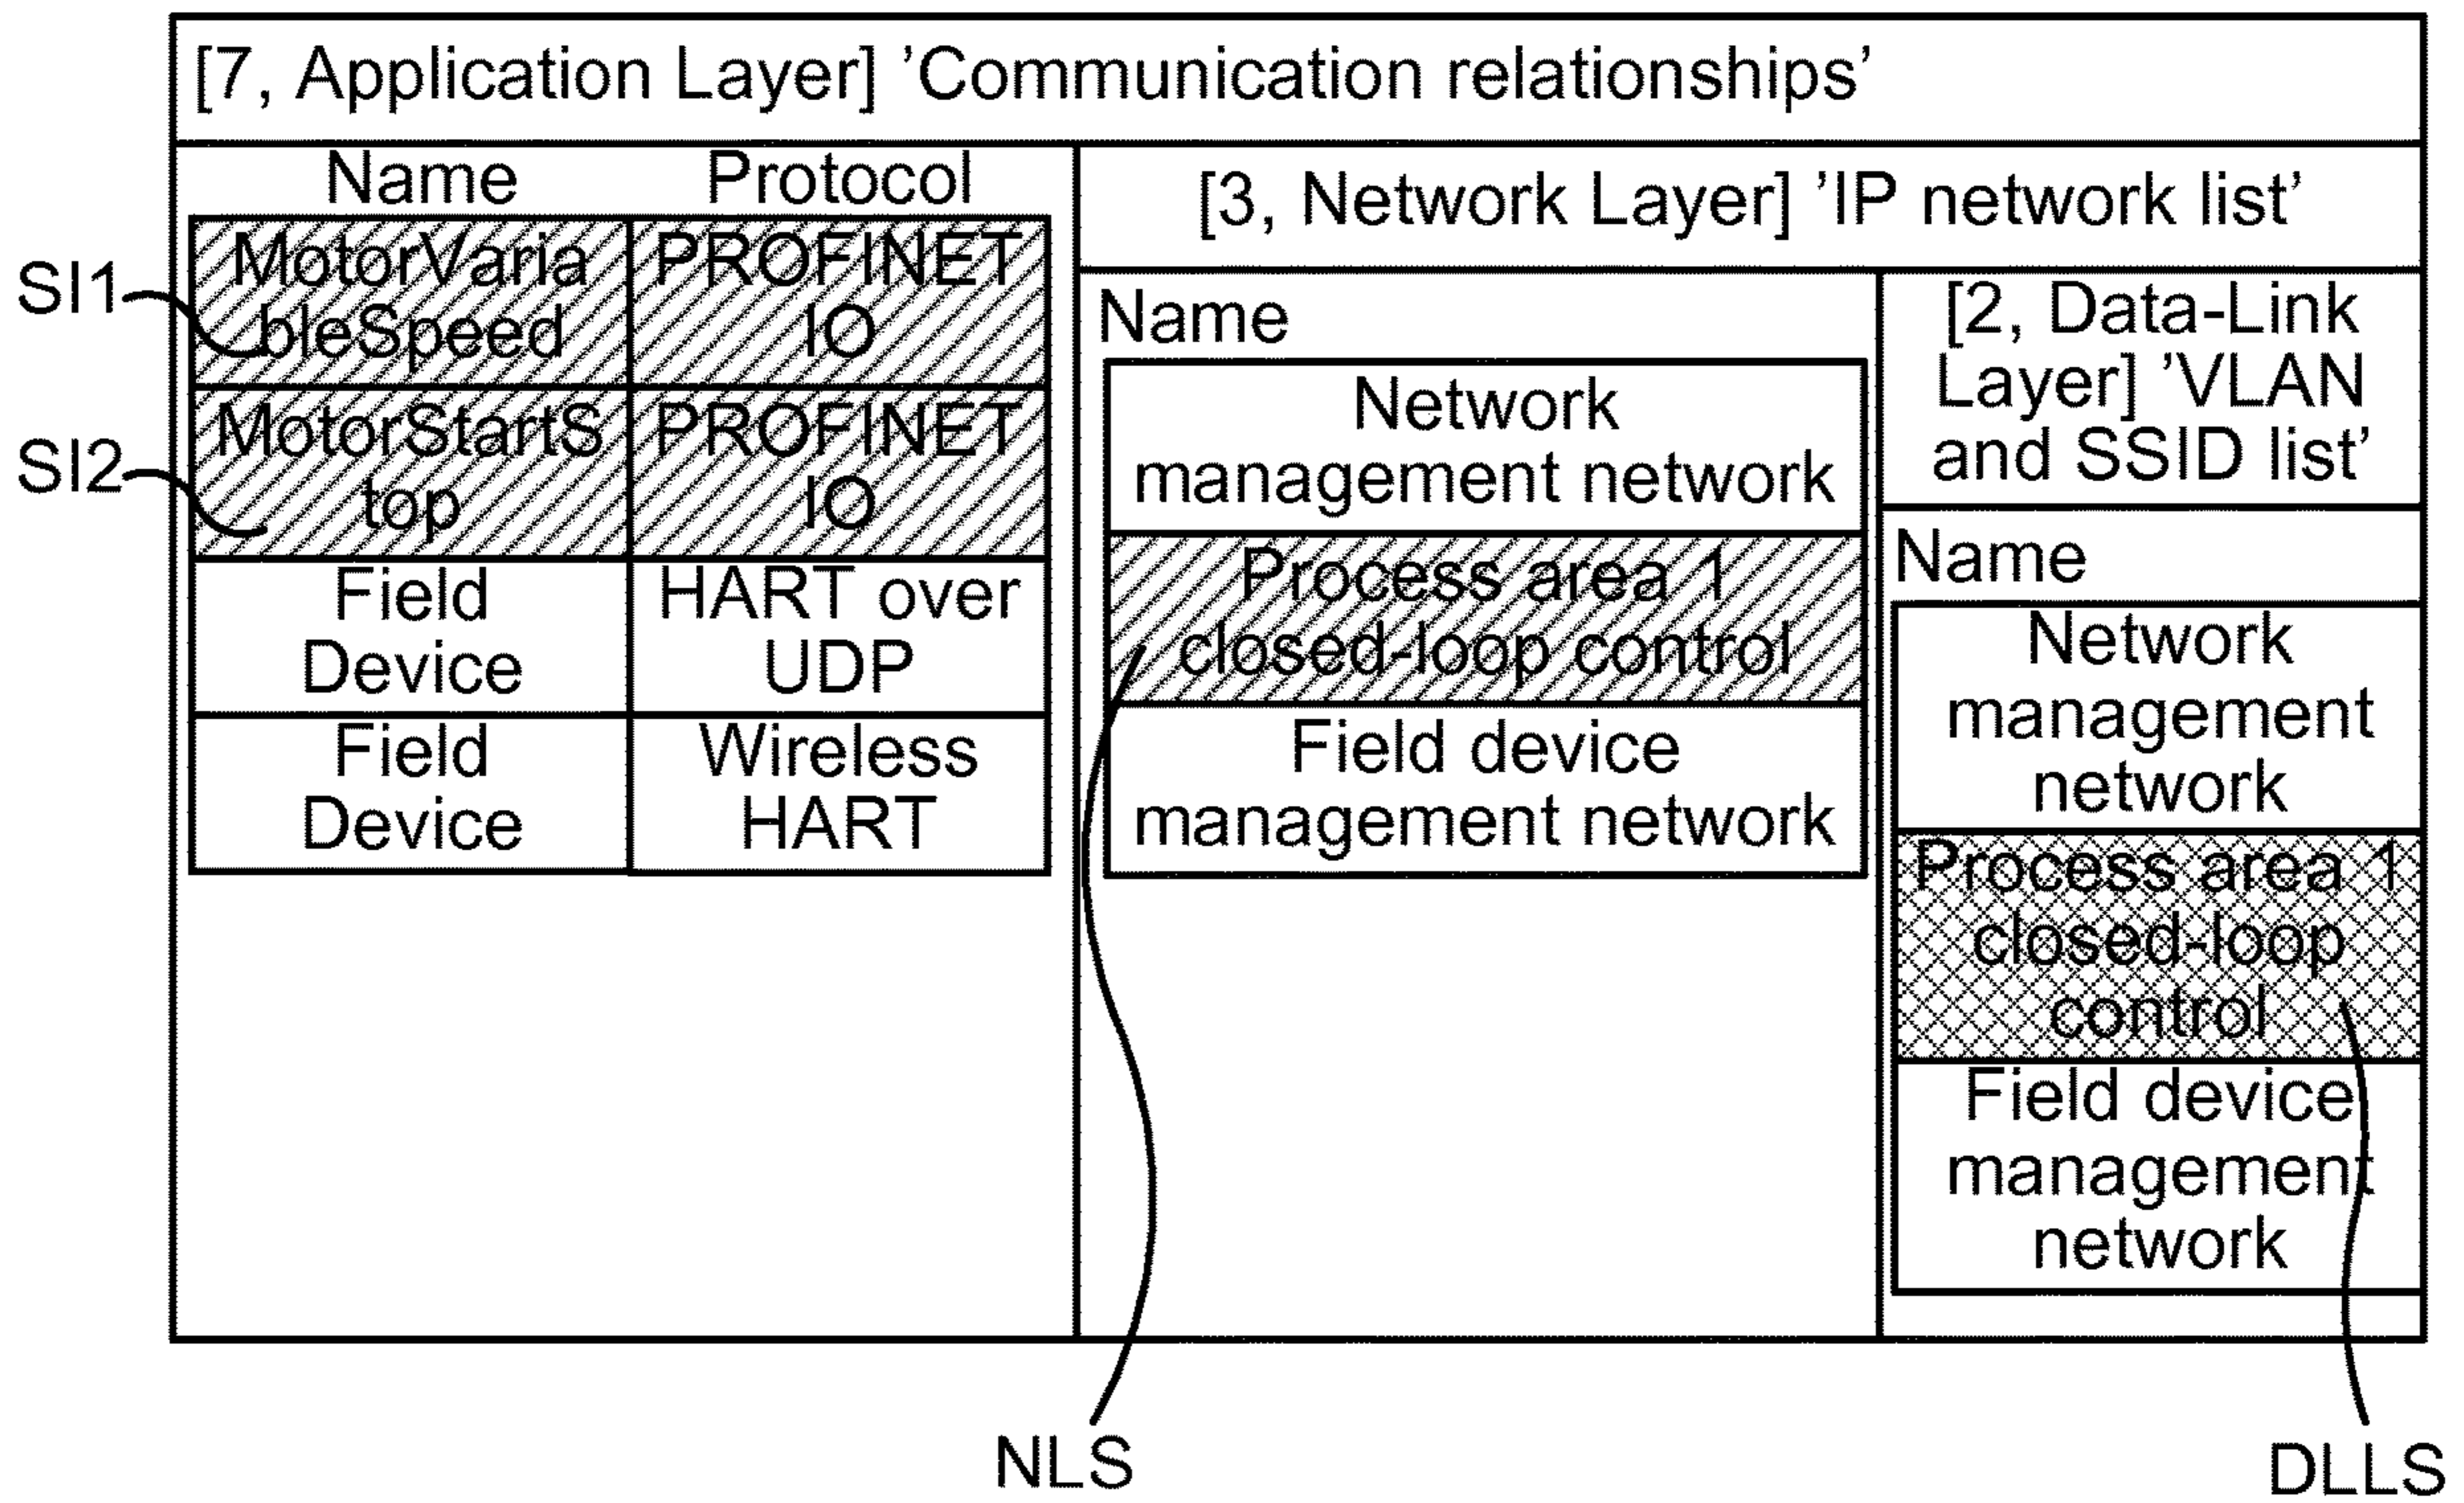 [7, Application Layer] ’Communication relationships’
Name Protocol
SI1
MotorVaria
bleSpeed
PROFINET
IO
SI2
MotorStartS
top
PROFINET
IO
Field
Device
HART over
UDP
Field
Device
Wireless
HART
[3, Network Layer] ’IP network list’
Name
Network
management network
Process area 1
closed-loop control
Field device
management network
[2, Data-Link
Layer] ’VLAN
and SSID list’
Name
Network
management
network
Process area 1
closed-loop
control
Field device
management
network
NLS
DLLS